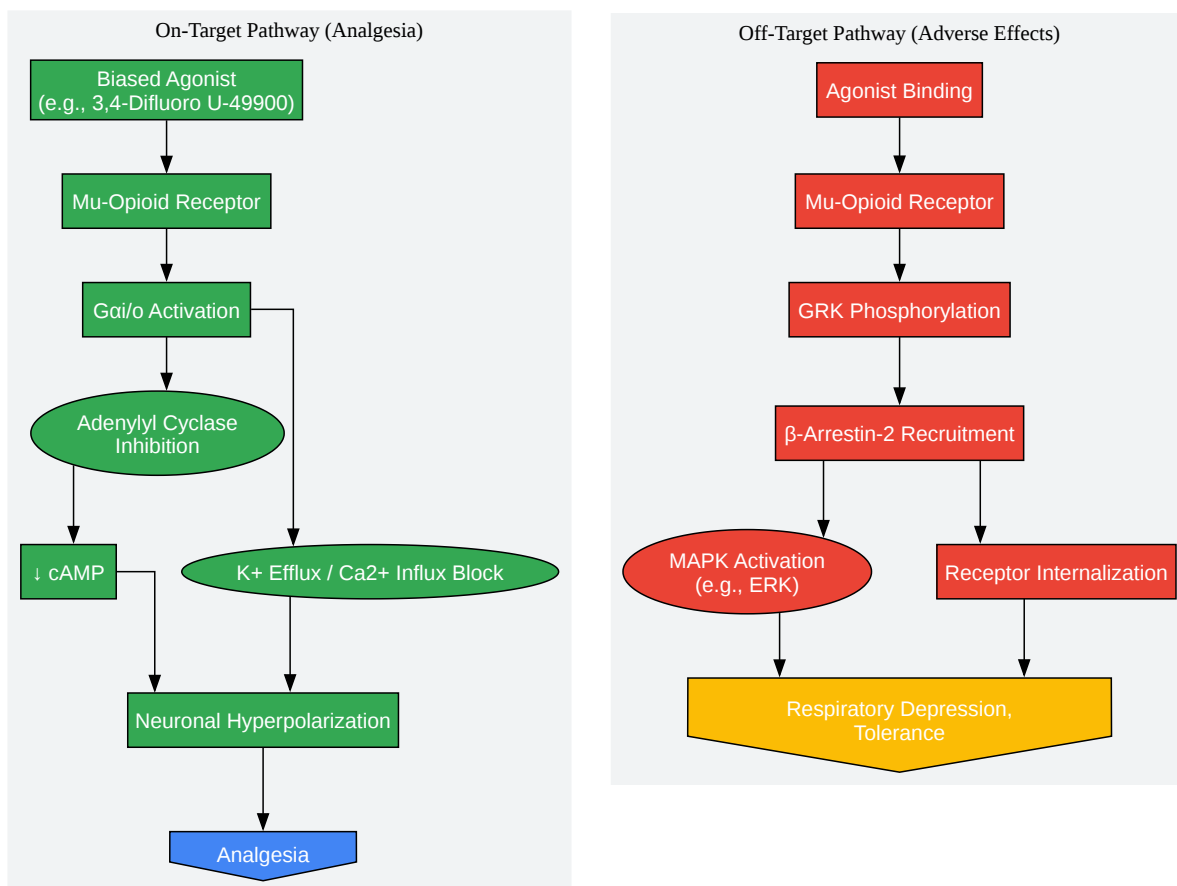 On-Target Pathway (Analgesia)
Biased Agonist
(e.g., 3,4-Difluoro U-49900)
Mu-Opioid Receptor
Gαi/o Activation
Adenylyl Cyclase
Inhibition
↓ cAMP
K+ Efflux / Ca2+ Influx Block
Neuronal Hyperpolarization
Analgesia
Off-Target Pathway (Adverse Effects)
Agonist Binding
Mu-Opioid Receptor
GRK Phosphorylation
β-Arrestin-2 Recruitment
MAPK Activation
(e.g., ERK)
Receptor Internalization
Respiratory Depression,
Tolerance